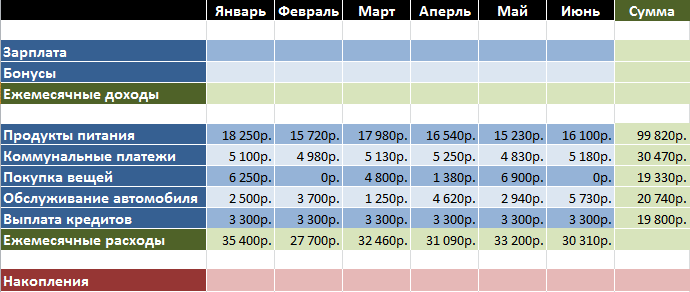 Январь Февраль Март Аперль Май Июнь Сумма
Зарплата
Бонусы
Ежемесячные доходы
Продукты питания 18 250р. 15 720р. 17 980р. 16 540р. 15 230р. 16 100р. 99 820р.
Коммунальные платежи 5 100р. 4 980р. 5 130р. 5 250р. 4 830р. 5 180р. 30 470р.
Покупка вещей 6 250р. 0р. 4 800р. 1 380р. 6 900р. 0р. 19 330р.
Обслуживание автомобиля 2 500р. 3 700р. 1 250р. 4 620р. 2 940р. 5 730р. 20 740р.
Выплата кредитов 3 300р. 3 300р. 3 300р. 3 300р. 3 300р. 3 300р. 19 800р.
Ежемесячные расходы 35 400р. 27 700р. 32 460р. 31 090р. 33 200р. 30 310р.
Накопления